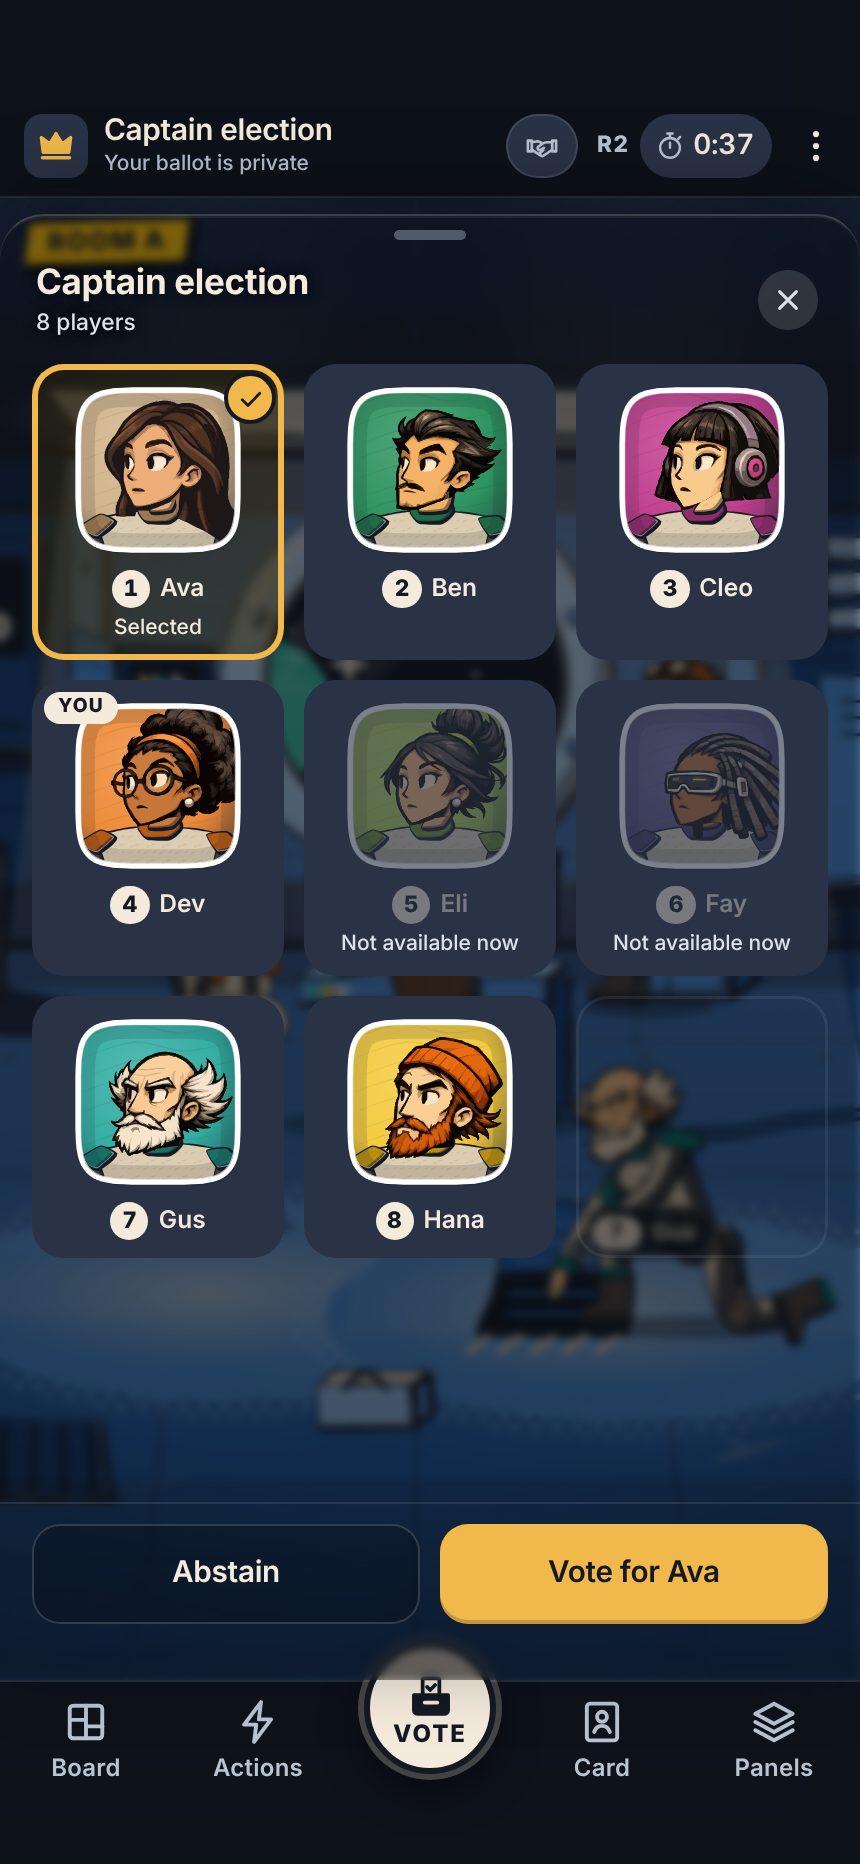 Captain election
Your ballot is private
R2
0:37
ROOM A
Captain election
8 players
1 Ava
Selected
2 Ben
3 Cleo
YOU
4 Dev
5 Eli
Not available now
6 Fay
Not available now
7 Gus
8 Hana
Gus
Abstain
Vote for Ava
VOTE
Board
Actions
Card
Panels